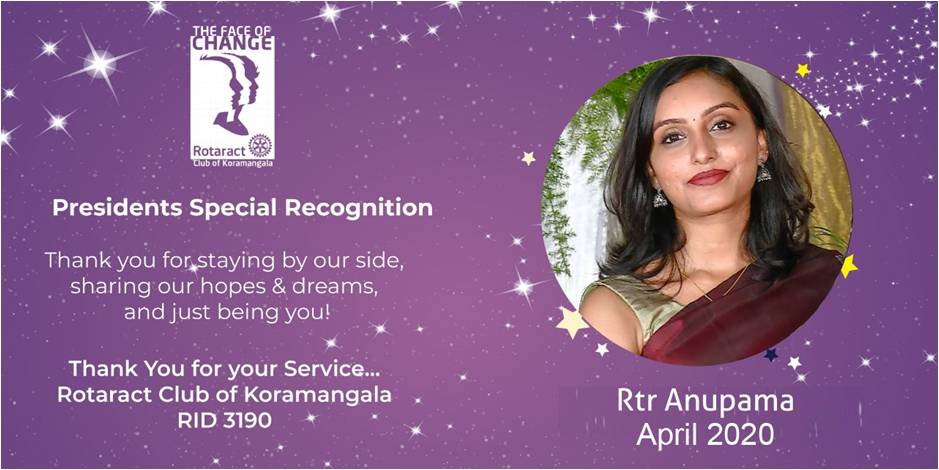 THE FACE OF
CHANGE
Rotaract
Club of Koramangala
Presidents Special Recognition
Thank you for staying by our side,
sharing our hopes & dreams,
and just being you!
Thank You for your Service...
Rotaract Club of Koramangala
RID 3190
Rtr Anupama
April 2020